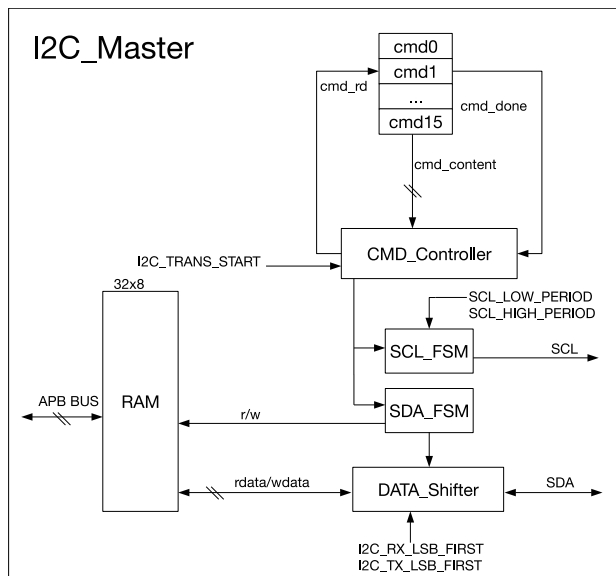 I2C_Master
cmd0
cmd1
...
cmd15
cmd_rd
cmd_done
cmd_content
I2C_TRANS_START
CMD_Controller
32x8
SCL_LOW_PERIOD
SCL_HIGH_PERIOD
SCL_FSM
SCL
APB BUS
RAM
r/w
SDA_FSM
rdata/wdata
DATA_Shifter
SDA
I2C_RX_LSB_FIRST
I2C_TX_LSB_FIRST